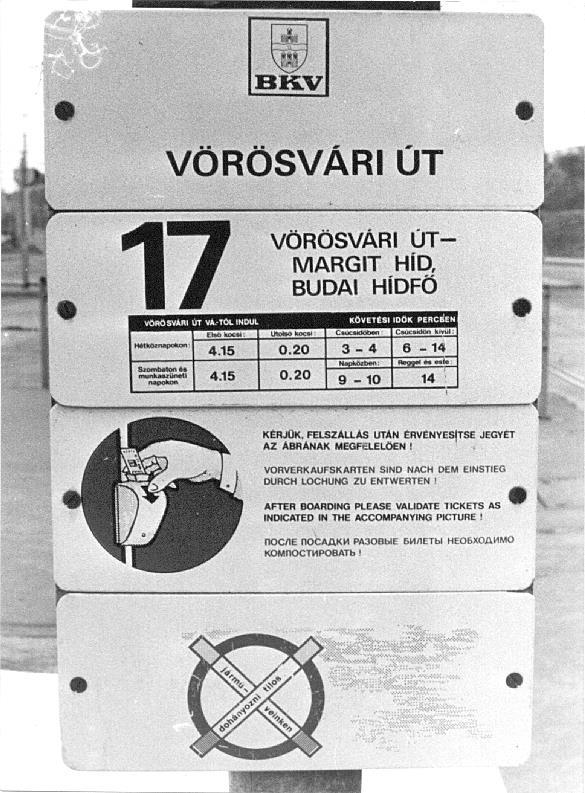 BKV
VÖRÖSVÁRI ÚT
17
VÖRÖSVÁRI ÚT–
MARGIT HÍD,
BUDAI HÍDFŐ
VÖRÖSVÁRI ÚT VÁ.-TÓL INDUL KÖVETÉSI IDŐK PERCBEN
Első kocsi: Utolsó kocsi: Csúcsidőben: Csúcsidőn kívül:
Hétköznapokon: 4.15 0.20 3 – 4 6 – 14
Napközben: Reggel és este:
Szombaton és
munkaszüneti
napokon 4.15 0.20 9 – 10 14
KÉRJÜK, FELSZÁLLÁS UTÁN ÉRVÉNYESÍTSE JEGYÉT
AZ ÁBRÁNAK MEGFELELŐEN !
VORVERKAUFSKARTEN SIND NACH DEM EINSTIEG
DURCH LOCHUNG ZU ENTWERTEN !
AFTER BOARDING PLEASE VALIDATE TICKETS AS
INDICATED IN THE ACCOMPANYING PICTURE !
ПОСЛЕ ПОСАДКИ РАЗОВЫЕ БИЛЕТЫ НЕОБХОДИМО
КОМПОСТИРОВАТЬ !
jármű-
veinken
dohányozni tilos